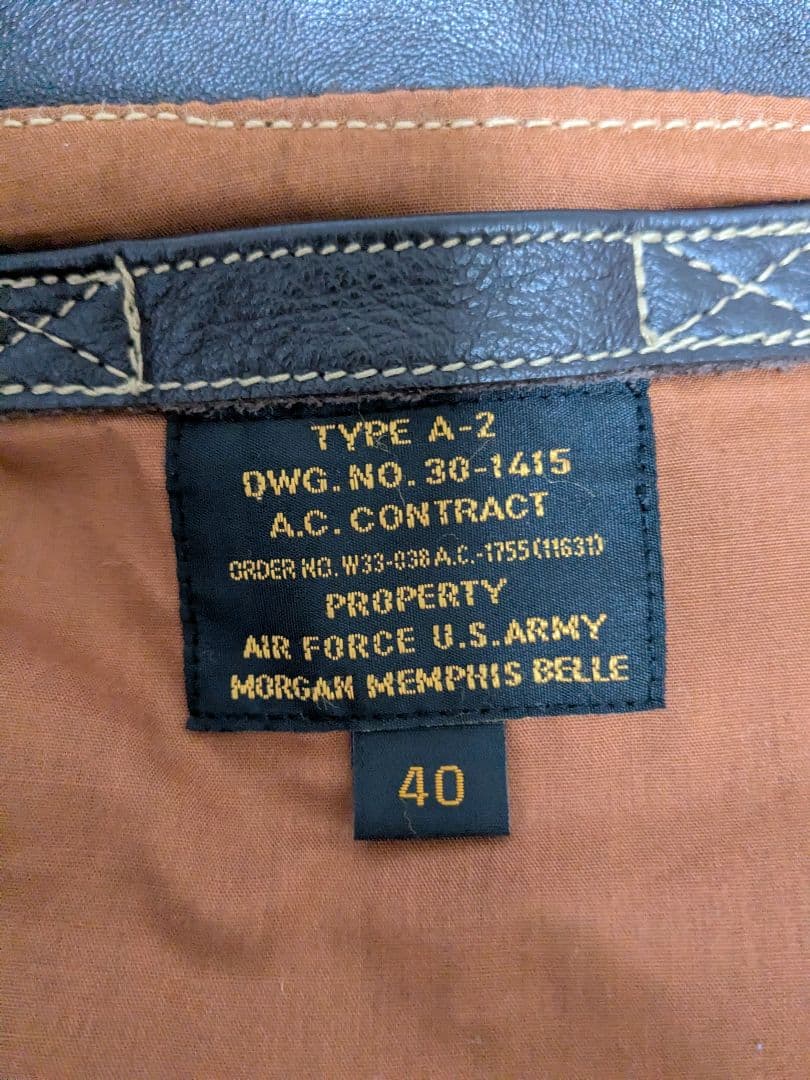 TYPE A-2
DWG. NO. 30-1415
A.C. CONTRACT
ORDER NO. W33-038 A.C.-1755 (11631)
PROPERTY
AIR FORCE U.S. ARMY
MORGAN MEMPHIS BELLE
40